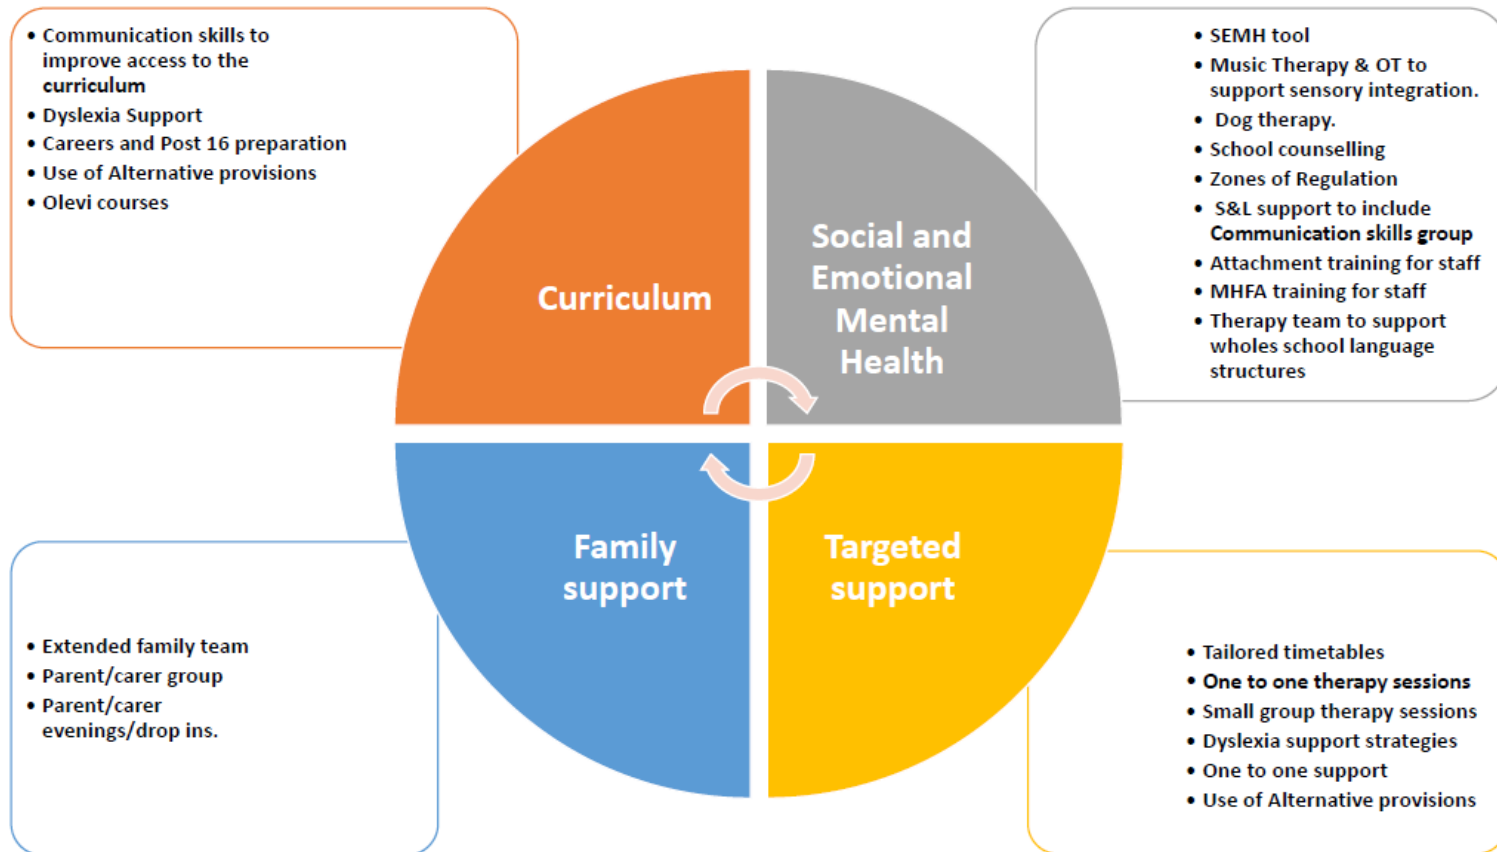 • Communication skills to
improve access to the
curriculum
• Dyslexia Support
• Careers and Post 16 preparation
• Use of Alternative provisions
• Olevi courses
Curriculum
Social and
Emotional
Mental
Health
• SEMH tool
• Music Therapy & OT to
support sensory integration.
• Dog therapy.
• School counselling
• Zones of Regulation
• S&L support to include
Communication skills group
• Attachment training for staff
• MHFA training for staff
• Therapy team to support
wholes school language
structures
• Extended family team
• Parent/carer group
• Parent/carer
evenings/drop ins.
Family
support
Targeted
support
• Tailored timetables
• One to one therapy sessions
• Small group therapy sessions
• Dyslexia support strategies
• One to one support
• Use of Alternative provisions